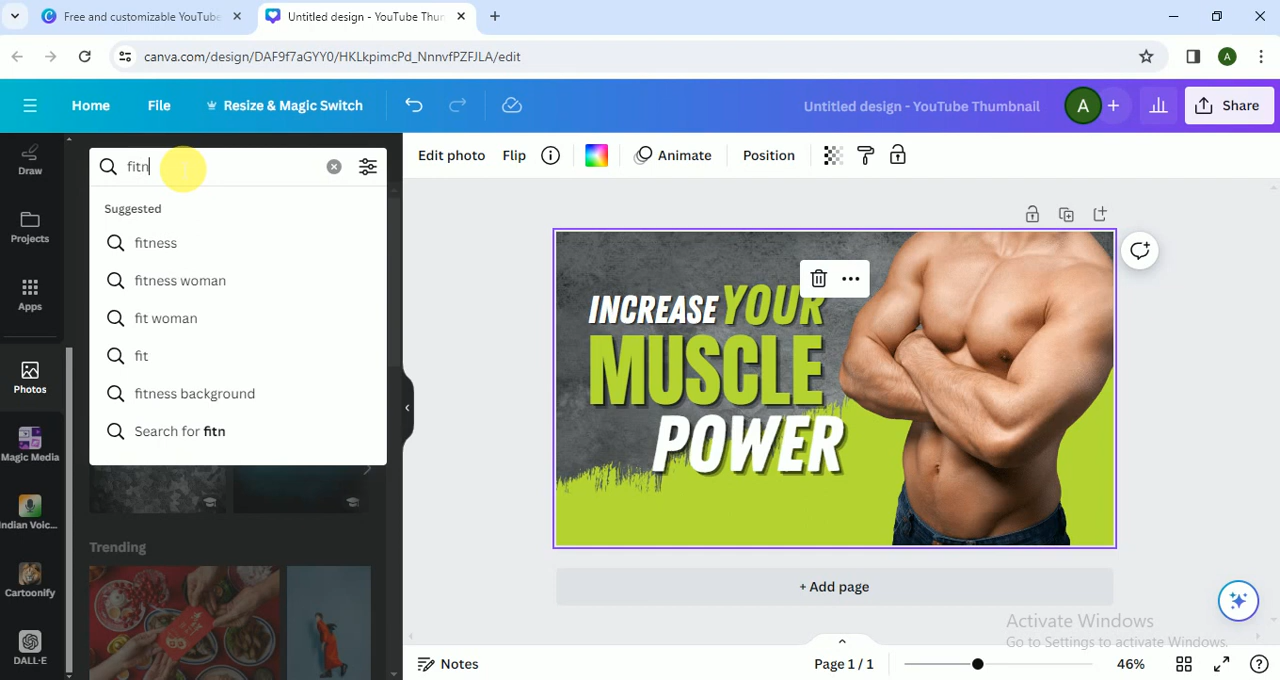 Free and customizable YouTube
Untitled design - YouTube Thun
canva.com/design/DAF9f7aGYY0/HKLkpimcPd_NnnvfPZFJLA/edit
A
Home
File
Resize & Magic Switch
Untitled design - YouTube Thumbnail
A
Share
Draw
Projects
Apps
Photos
Magic Media
Indian Voic...
Cartoonify
DALL·E
fitn
Suggested
fitness
fitness woman
fit woman
fit
fitness background
Search for fitn
Trending
Edit photo
Flip
Animate
Position
INCREASE YOUR
MUSCLE
POWER
+ Add page
Activate Windows
Go to Settings to activate Windows.
Notes
Page 1 / 1
46%